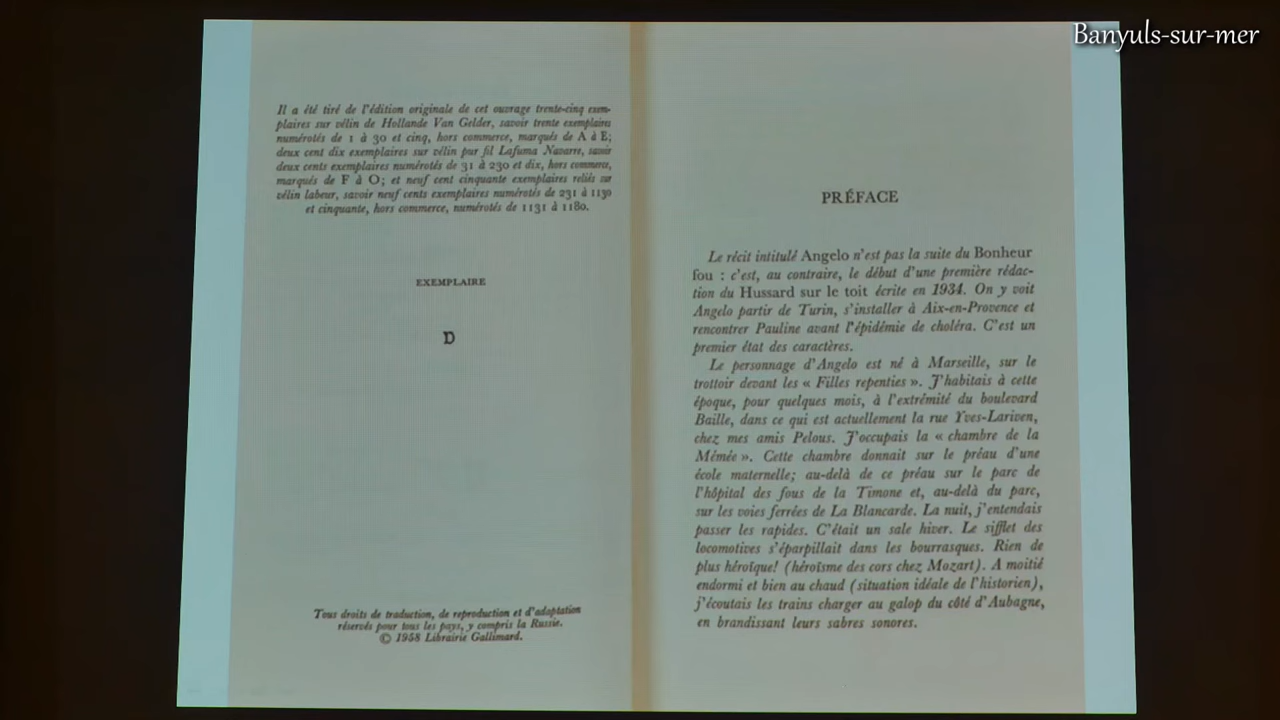 Banyuls-sur-mer
Il a été tiré de l'édition originale de cet ouvrage trente-cinq exem-
plaires sur vélin de Hollande Van Gelder, savoir trente exemplaires
numérotés de 1 à 30 et cinq, hors commerce, marqués de A à E;
deux cent dix exemplaires sur vélin pur fil Lafuma Navarre, savoir
deux cents exemplaires numérotés de 31 à 230 et dix, hors commerce,
marqués de F à O; et neuf cent cinquante exemplaires reliés sur
vélin labeur, savoir neuf cents exemplaires numérotés de 231 à 1130
et cinquante, hors commerce, numérotés de 1131 à 1180.
EXEMPLAIRE
D
Tous droits de traduction, de reproduction et d'adaptation
réservés pour tous les pays, y compris la Russie.
© 1958 Librairie Gallimard.
PRÉFACE
Le récit intitulé Angelo n'est pas la suite du Bonheur
fou : c'est, au contraire, le début d'une première rédac-
tion du Hussard sur le toit écrite en 1934. On y voit
Angelo partir de Turin, s'installer à Aix-en-Provence et
rencontrer Pauline avant l'épidémie de choléra. C'est un
premier état des caractères.
Le personnage d'Angelo est né à Marseille, sur le
trottoir devant les « Filles repenties ». J'habitais à cette
époque, pour quelques mois, à l'extrémité du boulevard
Baille, dans ce qui est actuellement la rue Yves-Lariven,
chez mes amis Pelous. J'occupais la « chambre de la
Mémée ». Cette chambre donnait sur le préau d'une
école maternelle; au-delà de ce préau sur le parc de
l'hôpital des fous de la Timone et, au-delà du parc,
sur les voies ferrées de La Blancarde. La nuit, j'entendais
passer les rapides. C'était un sale hiver. Le sifflet des
locomotives s'éparpillait dans les bourrasques. Rien de
plus héroïque! (héroïsme des cors chez Mozart). A moitié
endormi et bien au chaud (situation idéale de l'historien),
j'écoutais les trains charger au galop du côté d'Aubagne,
en brandissant leurs sabres sonores.